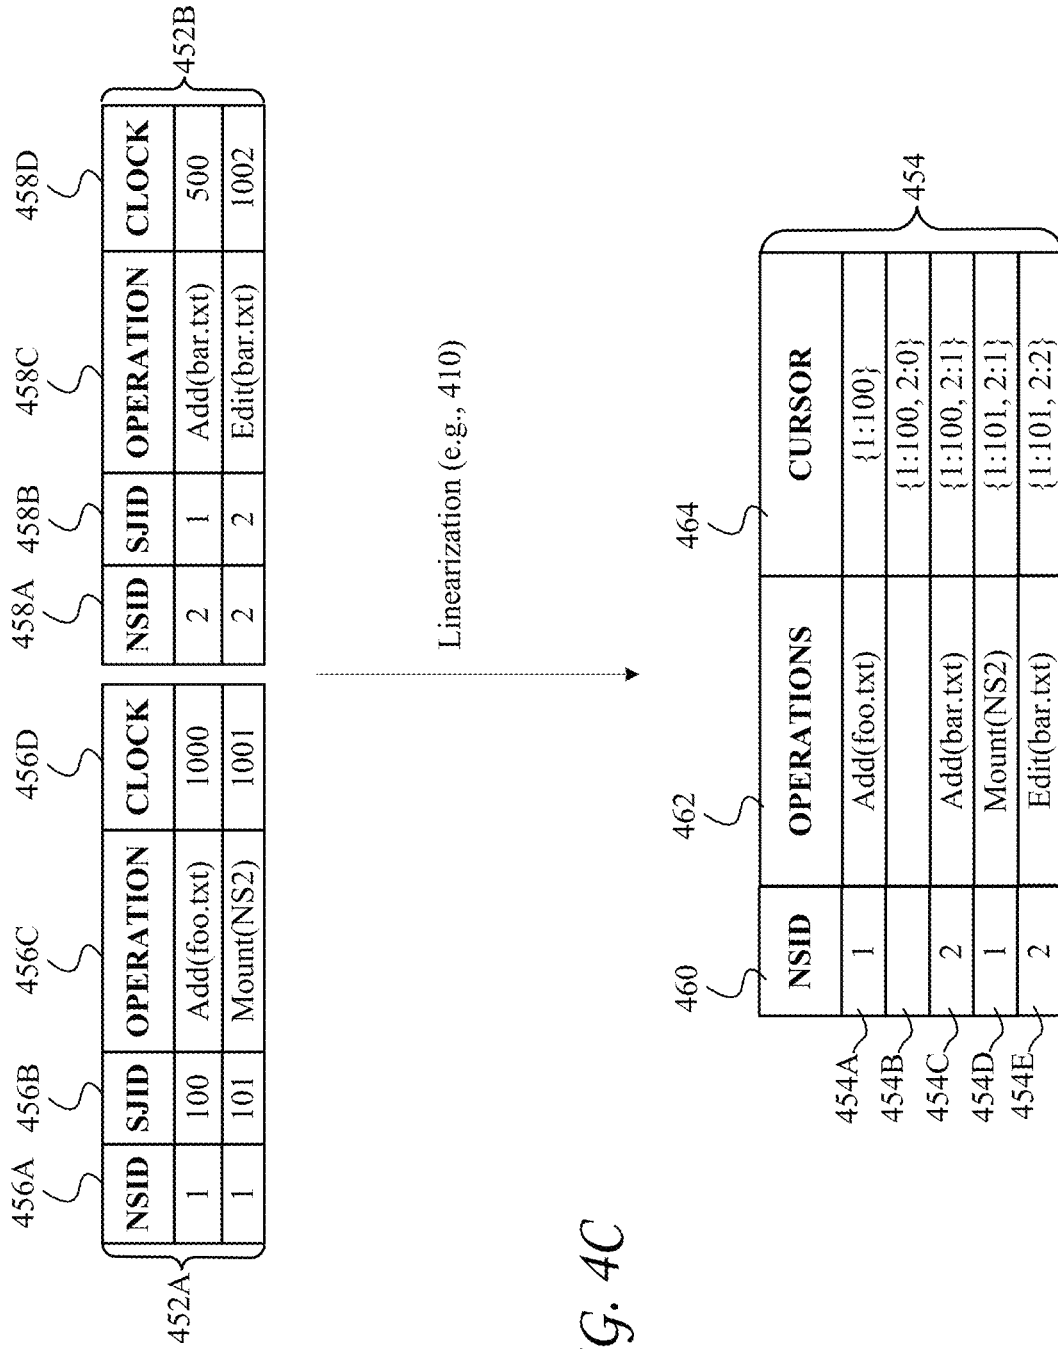 456A 456B 456C 456D 458A 458B 458C 458D
NSID SJID OPERATION CLOCK NSID SJID OPERATION CLOCK
1 100 Add(foo.txt) 1000 2 1 Add(bar.txt) 500
1 101 Mount(NS2) 1001 2 2 Edit(bar.txt) 1002
452A 452B
Linearization (e.g., 410)
460 462 464
NSID OPERATIONS CURSOR
454A 1 Add(foo.txt) {1:100}
454B {1:100, 2:0}
454C 2 Add(bar.txt) {1:100, 2:1}
454D 1 Mount(NS2) {1:101, 2:1}
454E 2 Edit(bar.txt) {1:101, 2:2}
454
G. 4C